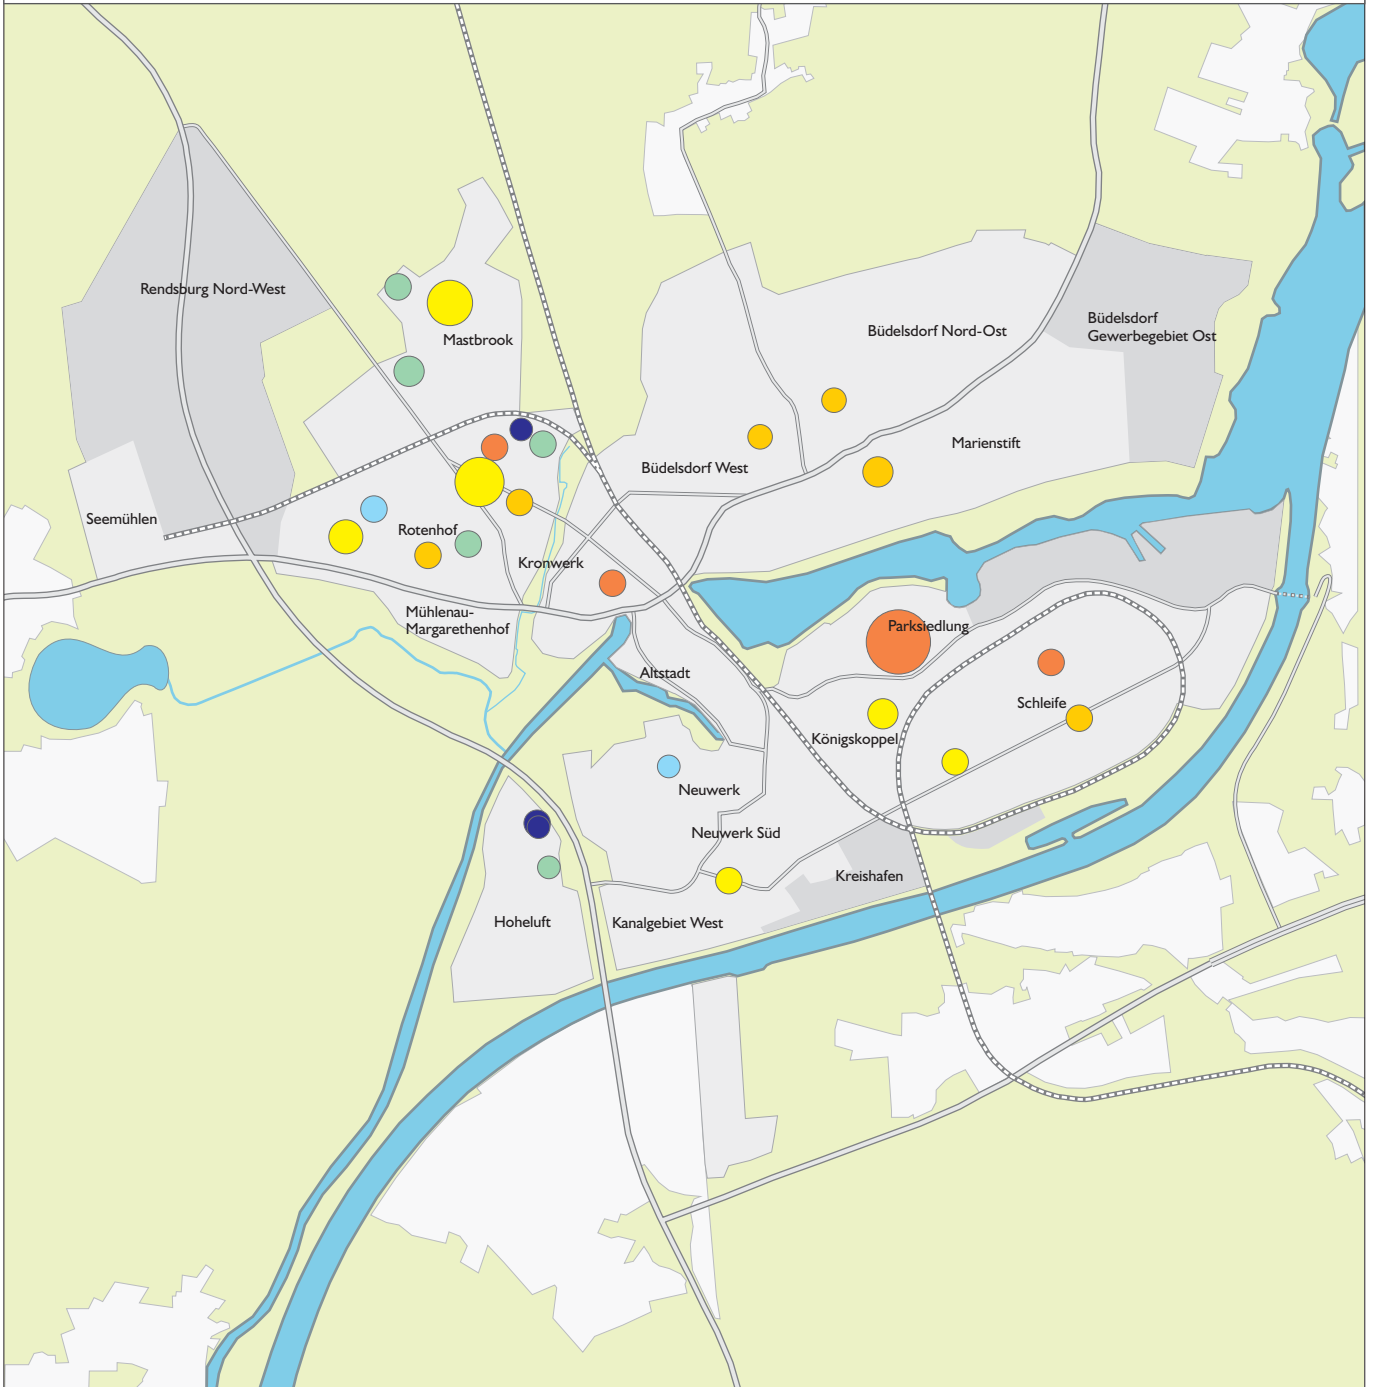 Rendsburg Nord-West
Mastbrook
Büdelsdorf Nord-Ost
Büdelsdorf
Gewerbegebiet Ost
Büdelsdorf West
Marienstift
Seemühlen
Rotenhof
Kronwerk
Mühlenau-
Margarethenhof
Parksiedlung
Altstadt
Schleife
Königskoppel
Neuwerk
Neuwerk Süd
Kreishafen
Hoheluft
Kanalgebiet West